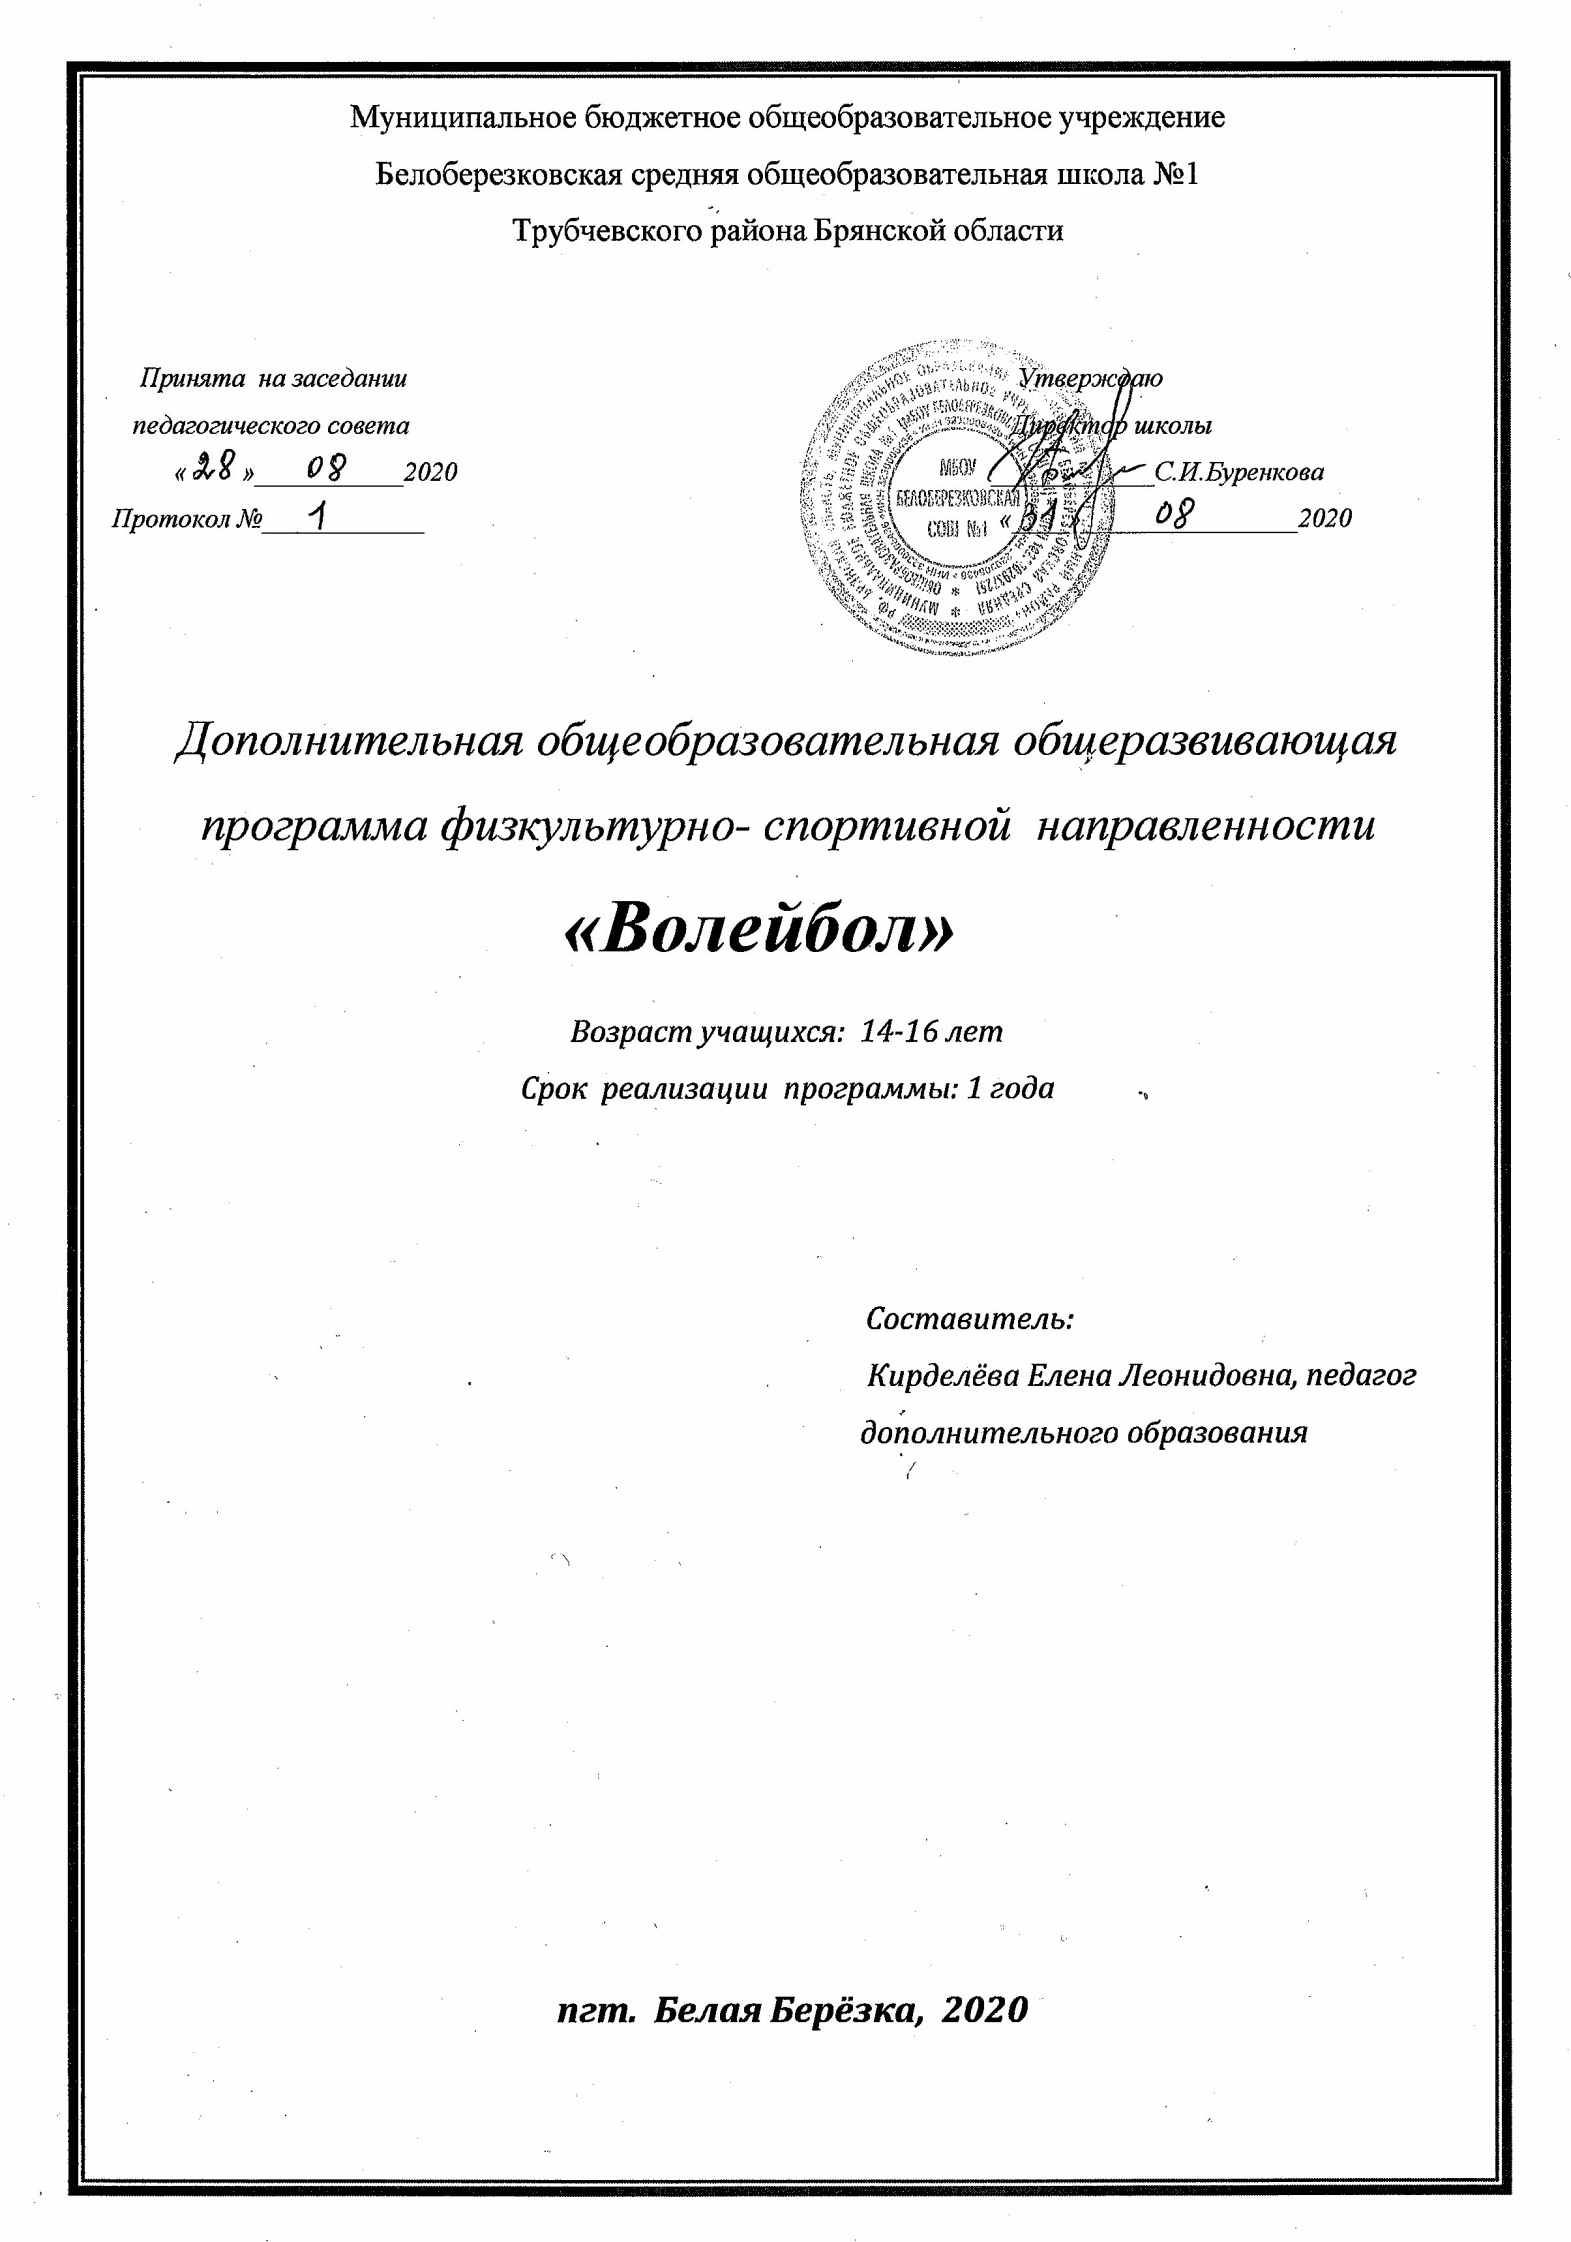 Муниципальное бюджетное общеобразовательное учреждение
Белоберезковская средняя общеобразовательная школа №1
Трубчевского района Брянской области
Принята на заседании
педагогического совета
«28» 08 2020
Протокол № 1
Утверждаю
Директор школы
С.И.Буренкова
«31» 08 2020
МБОУ
БЕЛОБЕРЕЗКОВСКАЯ
СОШ №1
Дополнительная общеобразовательная общеразвивающая
программа физкультурно- спортивной направленности
«Волейбол»
Возраст учащихся: 14-16 лет
Срок реализации программы: 1 года
Составитель:
Кирделёва Елена Леонидовна, педагог
дополнительного образования
пгт. Белая Берёзка, 2020